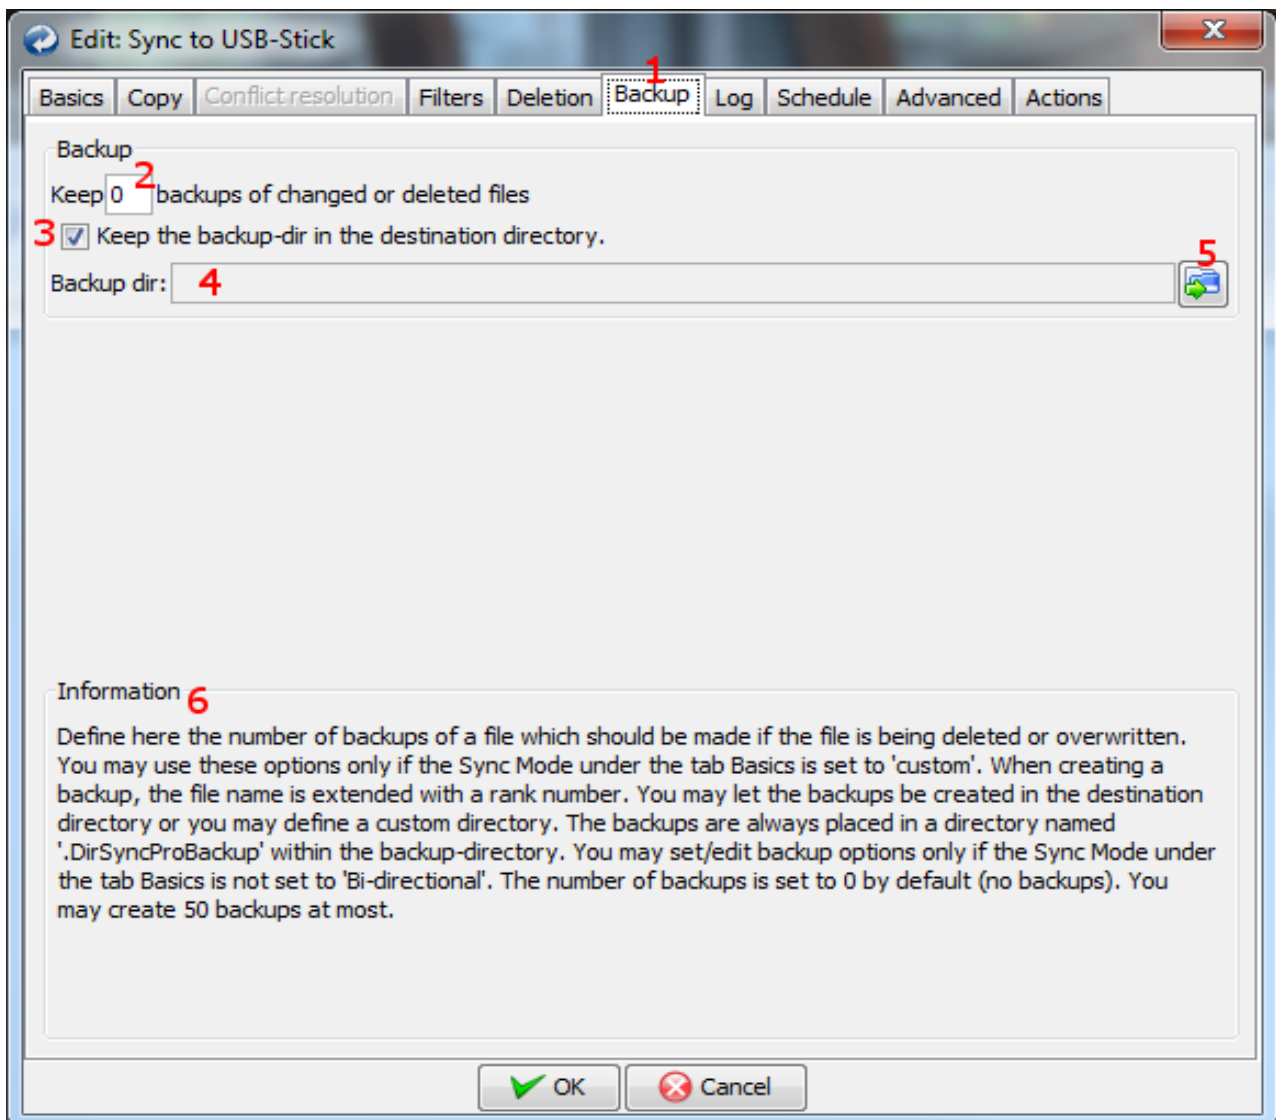 Edit: Sync to USB-Stick
x
1
Basics Copy Conflict resolution Filters Deletion Backup Log Schedule Advanced Actions
Backup
2
Keep 0 backups of changed or deleted files
3 Keep the backup-dir in the destination directory.
5
Backup dir: 4
Information 6
Define here the number of backups of a file which should be made if the file is being deleted or overwritten.
You may use these options only if the Sync Mode under the tab Basics is set to 'custom'. When creating a
backup, the file name is extended with a rank number. You may let the backups be created in the destination
directory or you may define a custom directory. The backups are always placed in a directory named
'.DirSyncProBackup' within the backup-directory. You may set/edit backup options only if the Sync Mode under
the tab Basics is not set to 'Bi-directional'. The number of backups is set to 0 by default (no backups). You
may create 50 backups at most.
OK Cancel